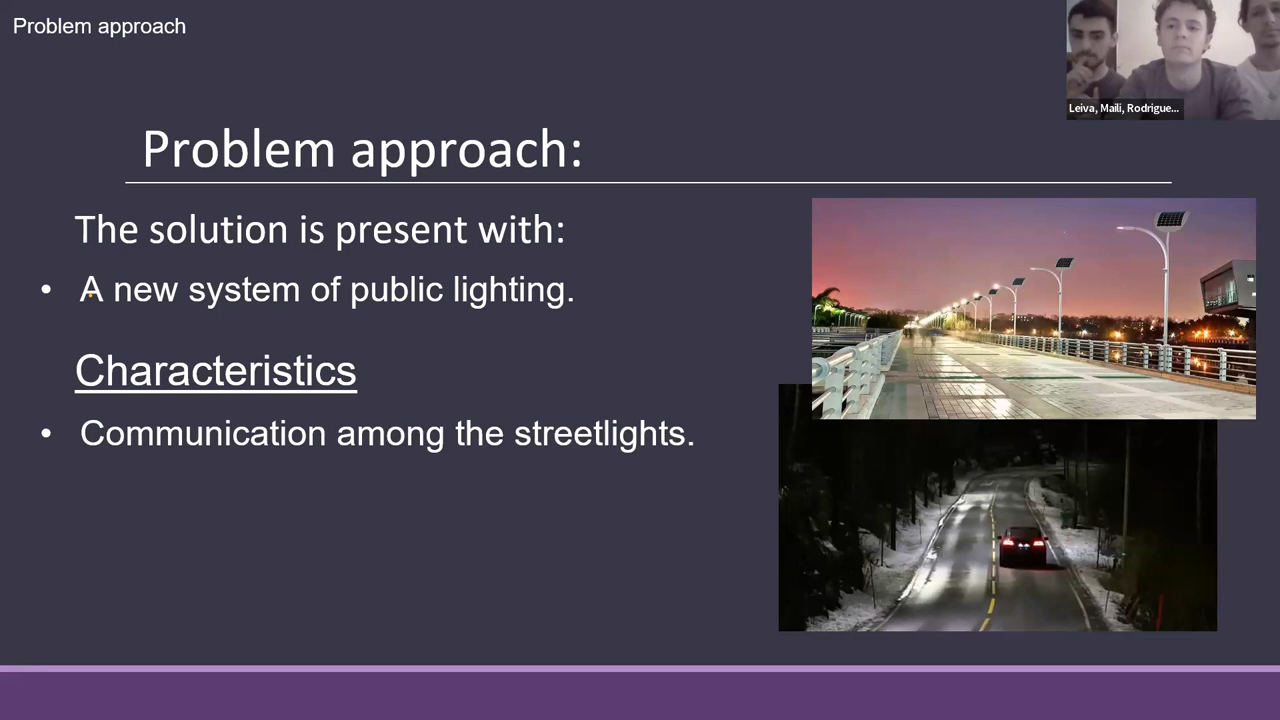 Problem approach
Leiva, Maili, Rodrigue...
Problem approach:
The solution is present with:
• A new system of public lighting.
Characteristics
• Communication among the streetlights.